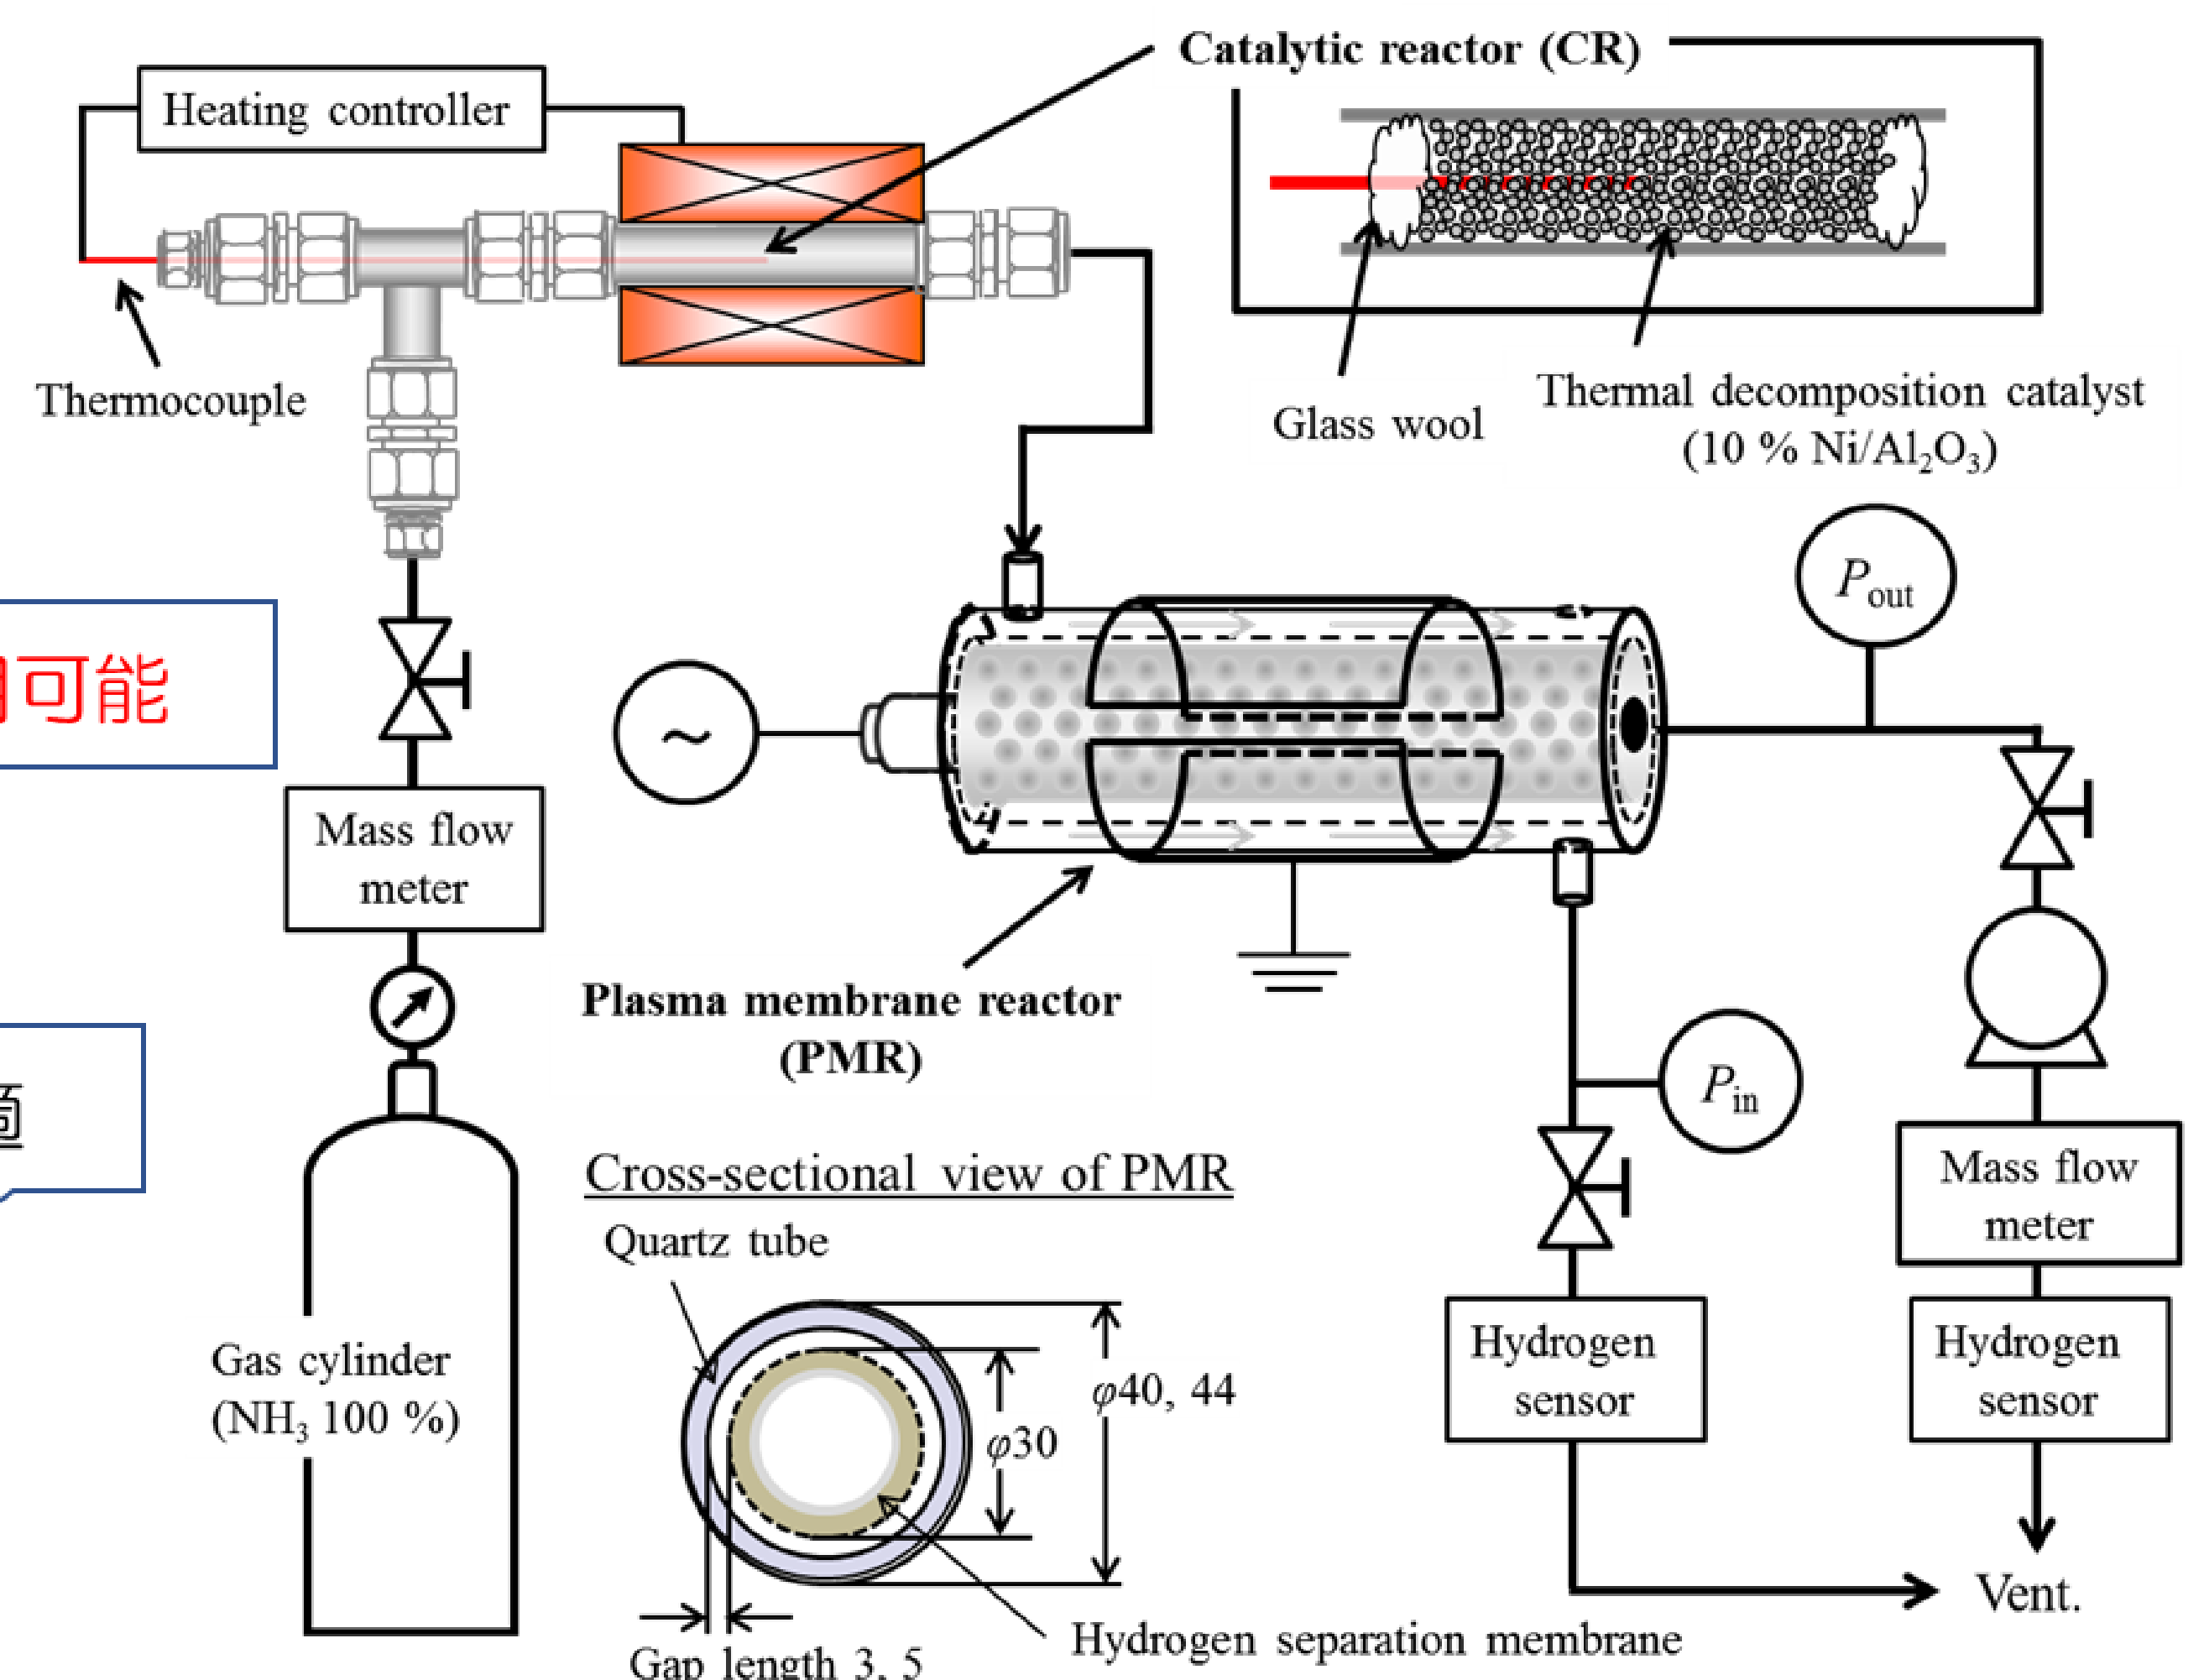 Catalytic reactor (CR)
Heating controller
Thermocouple
Glass wool
Thermal decomposition catalyst
(10 % Ni/Al₂O₃)
可能
Mass flow
meter
~
P_out
Plasma membrane reactor
(PMR)
P_in
Cross-sectional view of PMR
Quartz tube
Mass flow
meter
Gas cylinder
(NH₃ 100 %)
φ30
φ40, 44
Hydrogen
sensor
Hydrogen
sensor
Vent.
Hydrogen separation membrane
Gap length 3, 5